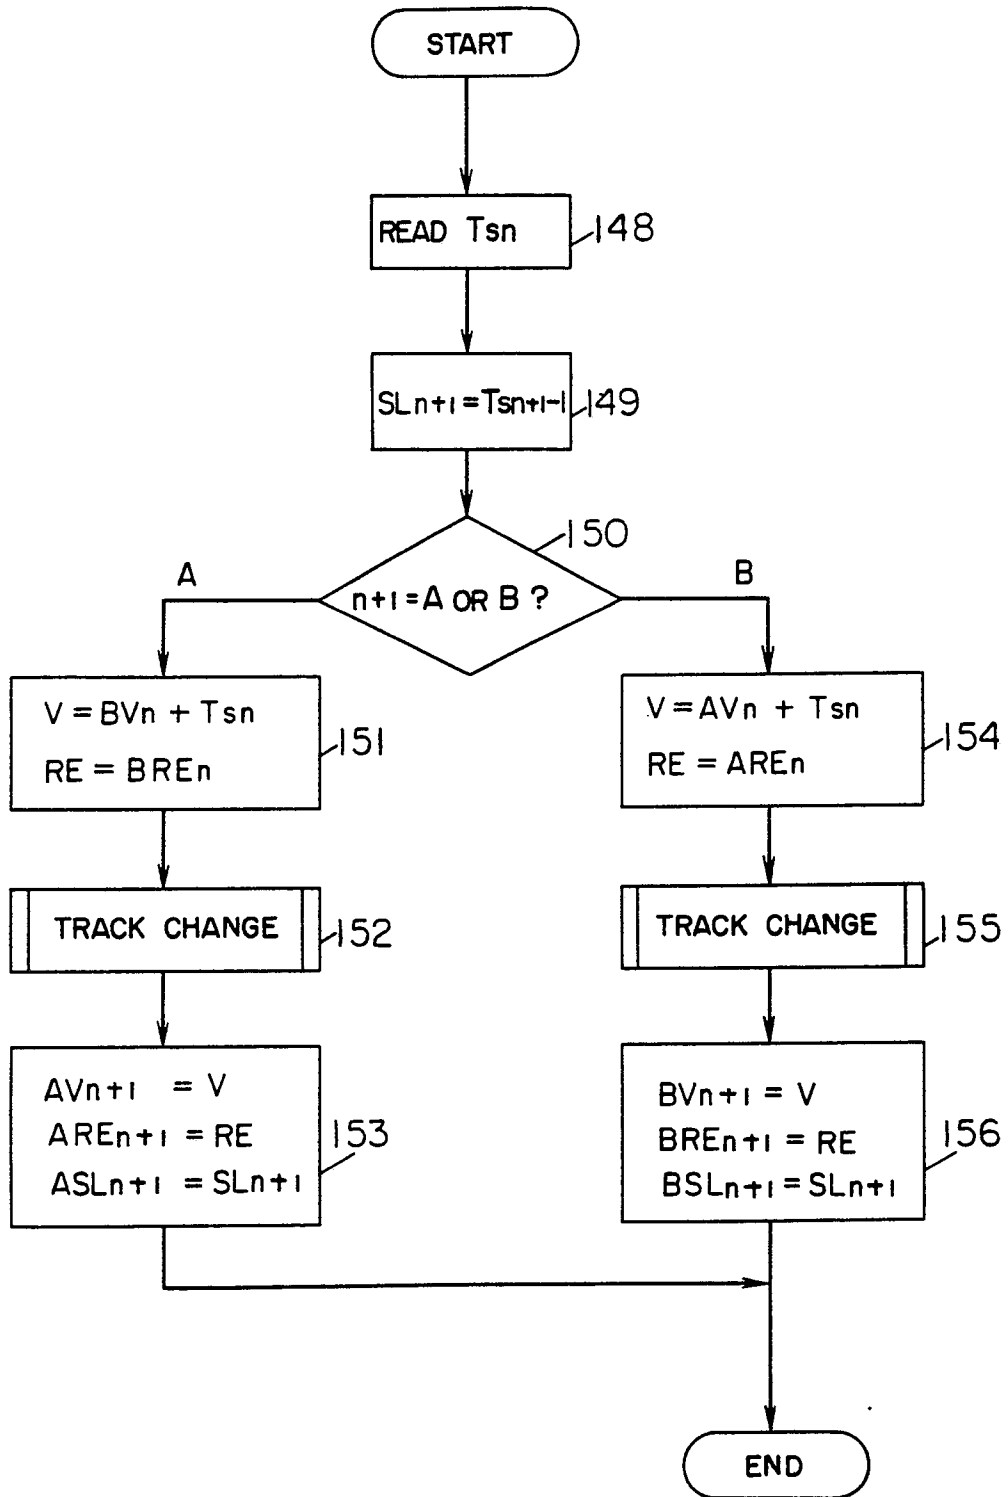 START
READ Tsn
148
SLn+1=Tsn+1-1
149
150
n+1=A OR B ?
A
B
V=BVn + Tsn
RE = BREn
151
V=AVn + Tsn
RE = AREn
154
TRACK CHANGE
152
TRACK CHANGE
155
AVn+1 = V
AREn+1 = RE
ASLn+1 = SLn+1
153
BVn+1 = V
BREn+1 = RE
BSLn+1 = SLn+1
156
END